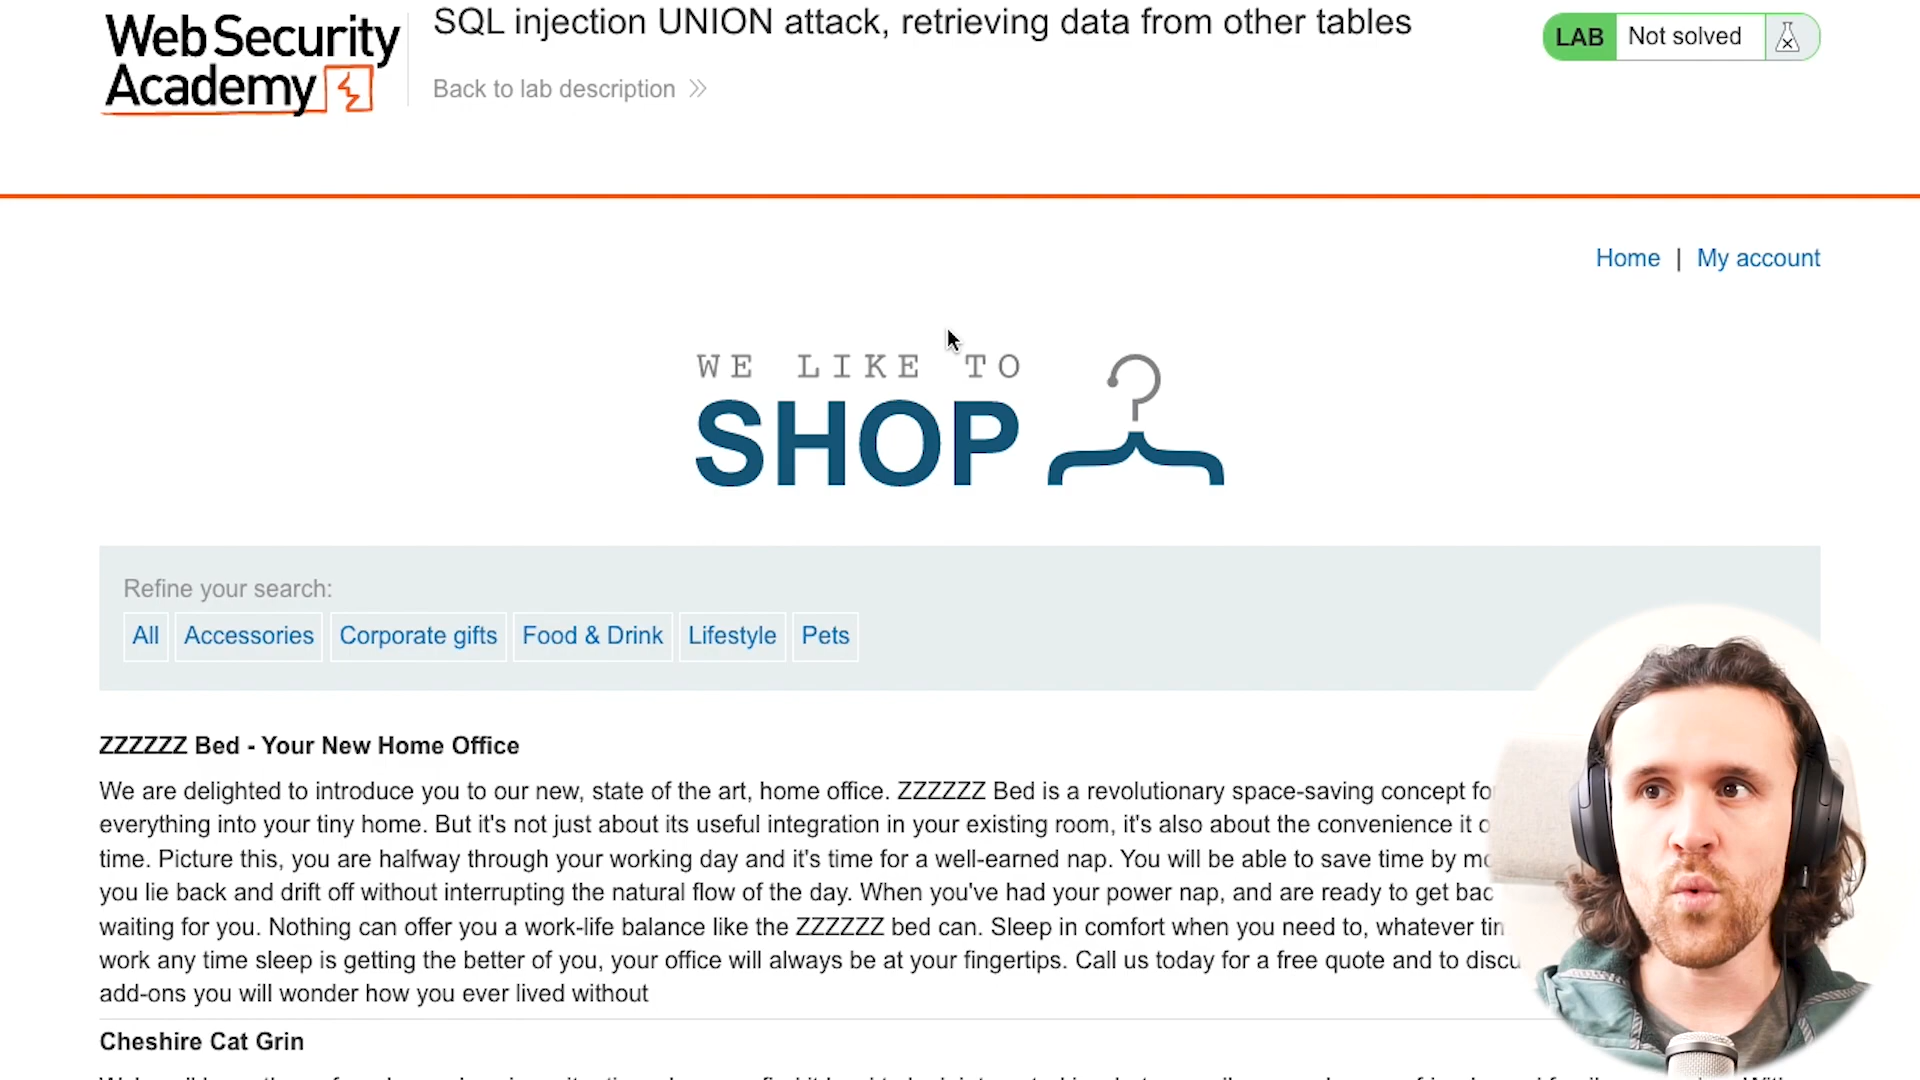 Web Security
Academy
SQL injection UNION attack, retrieving data from other tables
Back to lab description
LAB Not solved
Home | My account
WE LIKE TO
SHOP
Refine your search:
All Accessories Corporate gifts Food & Drink Lifestyle Pets
ZZZZZZ Bed - Your New Home Office
We are delighted to introduce you to our new, state of the art, home office. ZZZZZZ Bed is a revolutionary space-saving concept
everything into your tiny home. But it's not just about its useful integration in your existing room, it's also about the convenience it
time. Picture this, you are halfway through your working day and it's time for a well-earned nap. You will be able to save time by
you lie back and drift off without interrupting the natural flow of the day. When you've had your power nap, and are ready to get
waiting for you. Nothing can offer you a work-life balance like the ZZZZZZ bed can. Sleep in comfort when you need to, whatever
work any time sleep is getting the better of you, your office will always be at your fingertips. Call us today for a free quote and to
add-ons you will wonder how you ever lived without
Cheshire Cat Grin